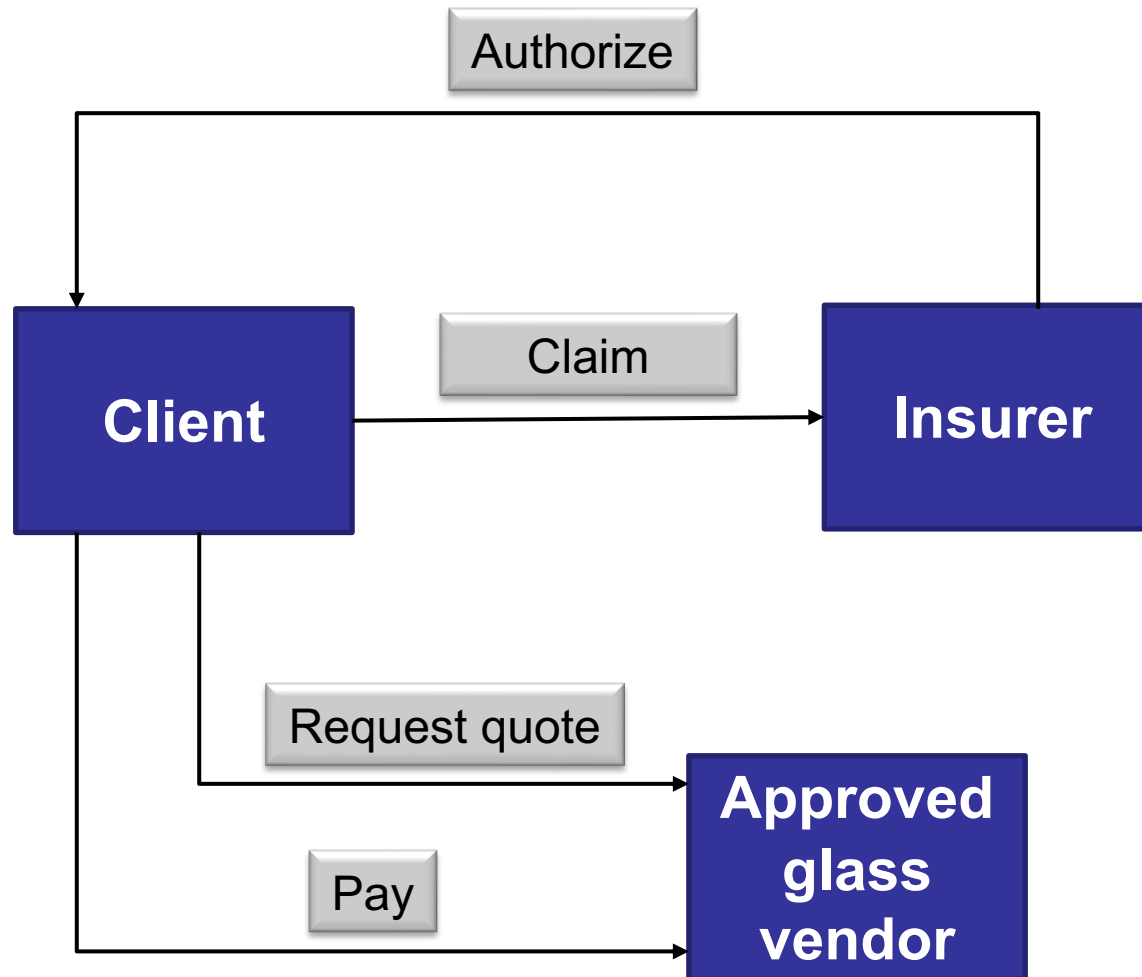 Authorize
Client
Claim
Insurer
Request quote
Pay
Approved
glass
vendor